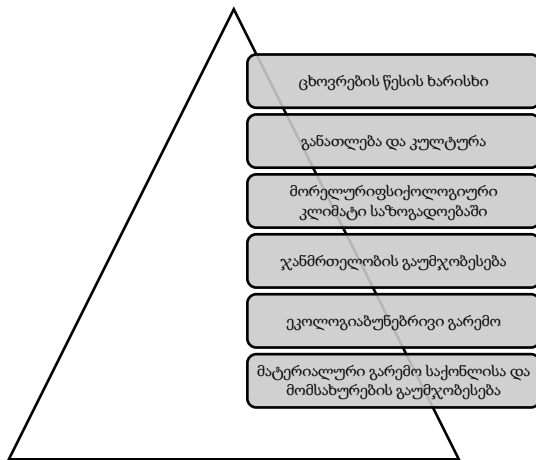 ცხოვრების წესის ხარისხი
განათლება და კულტურა
მორელურიფსიქოლოგიური
კლიმატი საზოგადოებაში
ჯანმრთელობის გაუმჯობესება
ეკოლოგიაბუნებრივი გარემო
მატერიალური გარემო საქონლისა და
მომსახურების გაუმჯობესება